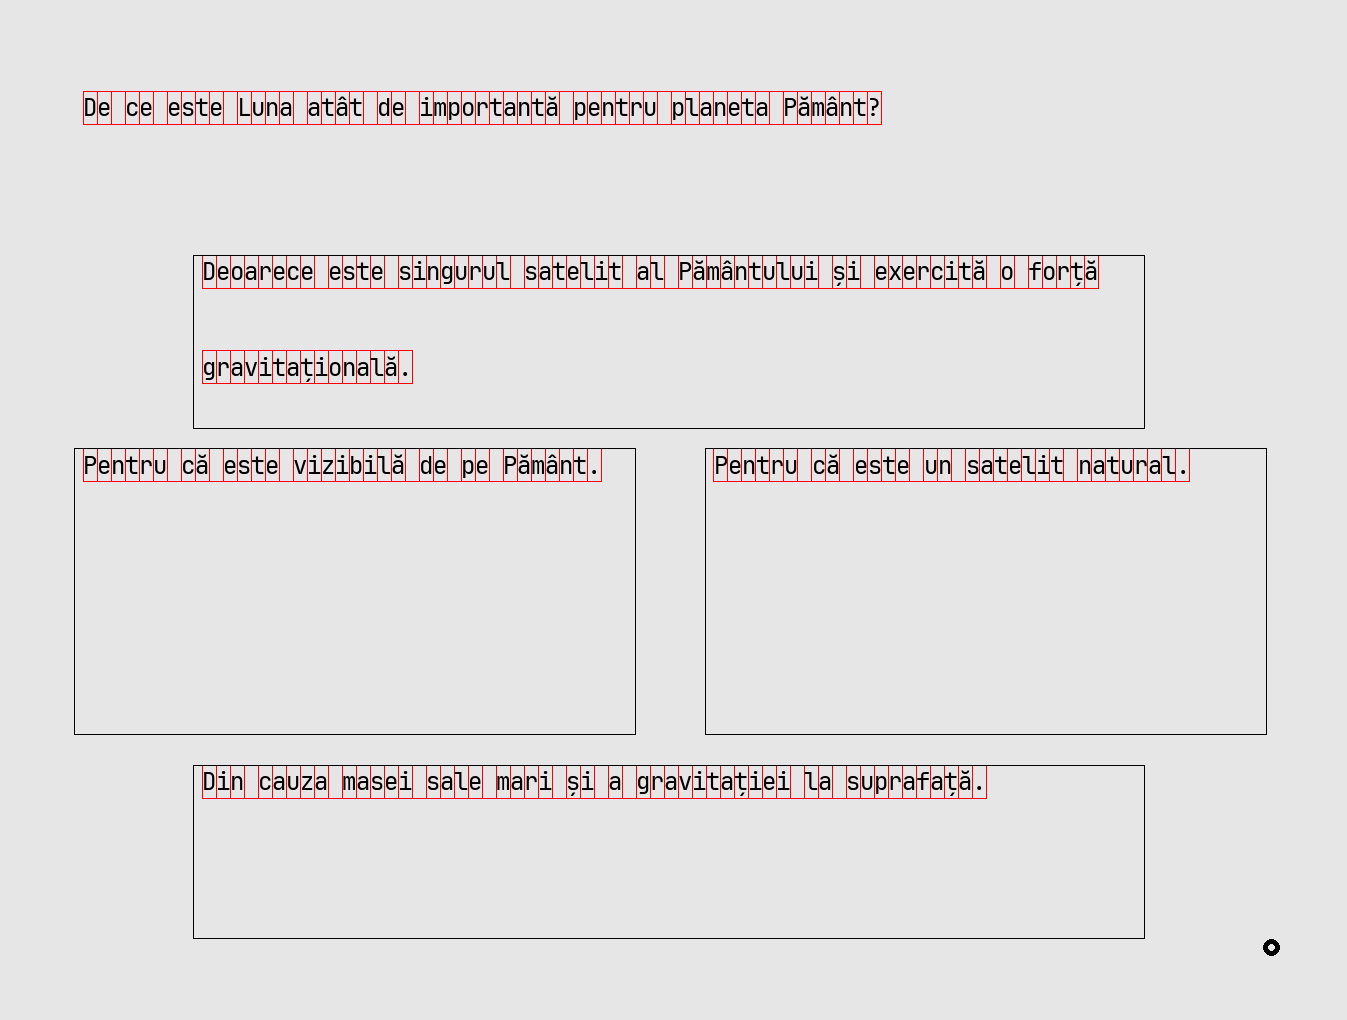 De ce este Luna atât de importantă pentru planeta Pământ?
Deoarece este singurul satelit al Pământului și exercită o forță
gravitațională.
Pentru că este vizibilă de pe Pământ.
Pentru că este un satelit natural.
Din cauza masei sale mari și a gravitației la suprafață.